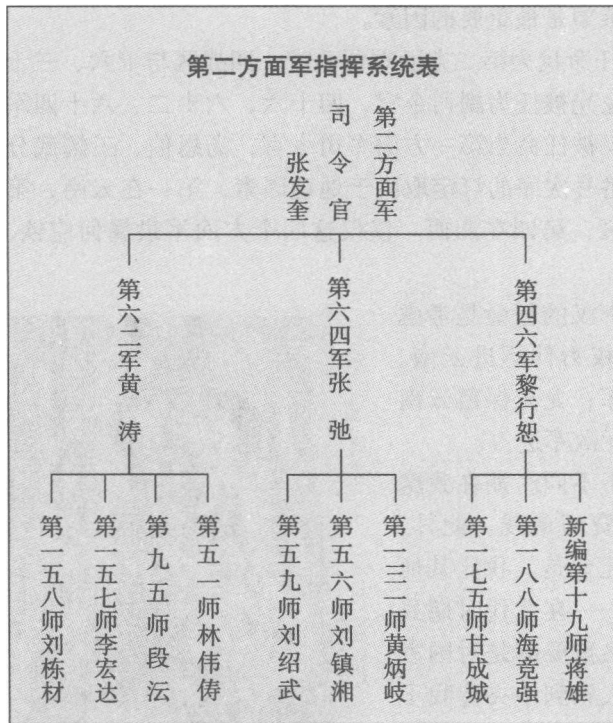 第二方面军指挥系统表
第二方面军
司令官
张发奎
第四六军黎行恕
第六四军张弛
第六二军黄涛
新编第十九师蒋雄
第一八八师海竞强
第一七五师甘成城
第一三一师黄炳岐
第五六师刘镇湘
第五九师刘绍武
第五一师林伟俦
第九五师段沄
第一五七师李宏达
第一五八师刘栋材